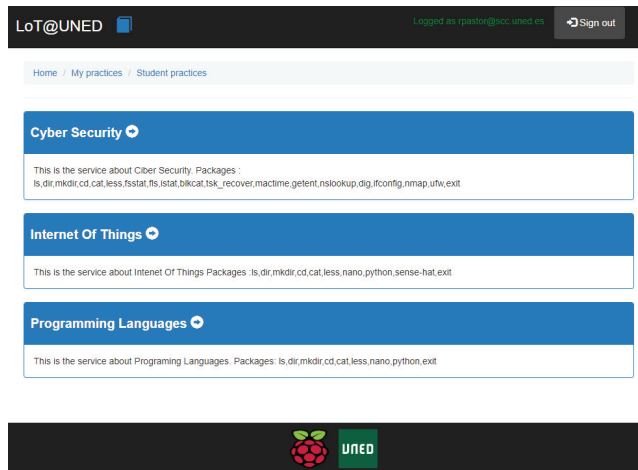 LoT@UNED
Logged as rpastor@scc.uned.es
Sign out
Home / My practices / Student practices
Cyber Security
This is the service about Ciber Security. Packages :
ls,dir,mkdir,cd,cat,less,fsstat,fls,istat,blkcat,tsk_recover,mactime,getent,nslookup,dig,ifconfig,nmap,ufw,exit
Internet Of Things
This is the service about Intenet Of Things Packages :ls,dir,mkdir,cd,cat,less,nano,python,sense-hat,exit
Programming Languages
This is the service about Programing Languages. Packages: ls,dir,mkdir,cd,cat,less,nano,python,exit
UNED